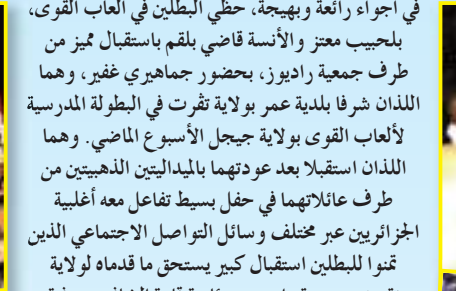 في أجواء رائعة وبهيجة، حظي البطلين في ألعاب القوى،
بلحبيب معتز والأنسة قاضي بلقم باستقبال مميز من
طرف جمعية راديوز، بحضور جماهيري غفير، وهما
اللذان شرفا بلدية عمر بولاية تقرت في البطولة المدرسية
لألعاب القوى بولاية جيجل الأسبوع الماضي. وهما
اللذان استقبلا بعد عودتهما بالميداليتين الذهبيتين من
طرف عائلاتهما في حفل بسيط تفاعل معه أغلبية
الجزائريين عبر مختلف وسائل التواصل الاجتماعي الذين
تمنوا للبطلين استقبال كبير يستحق ما قدماه لولاية